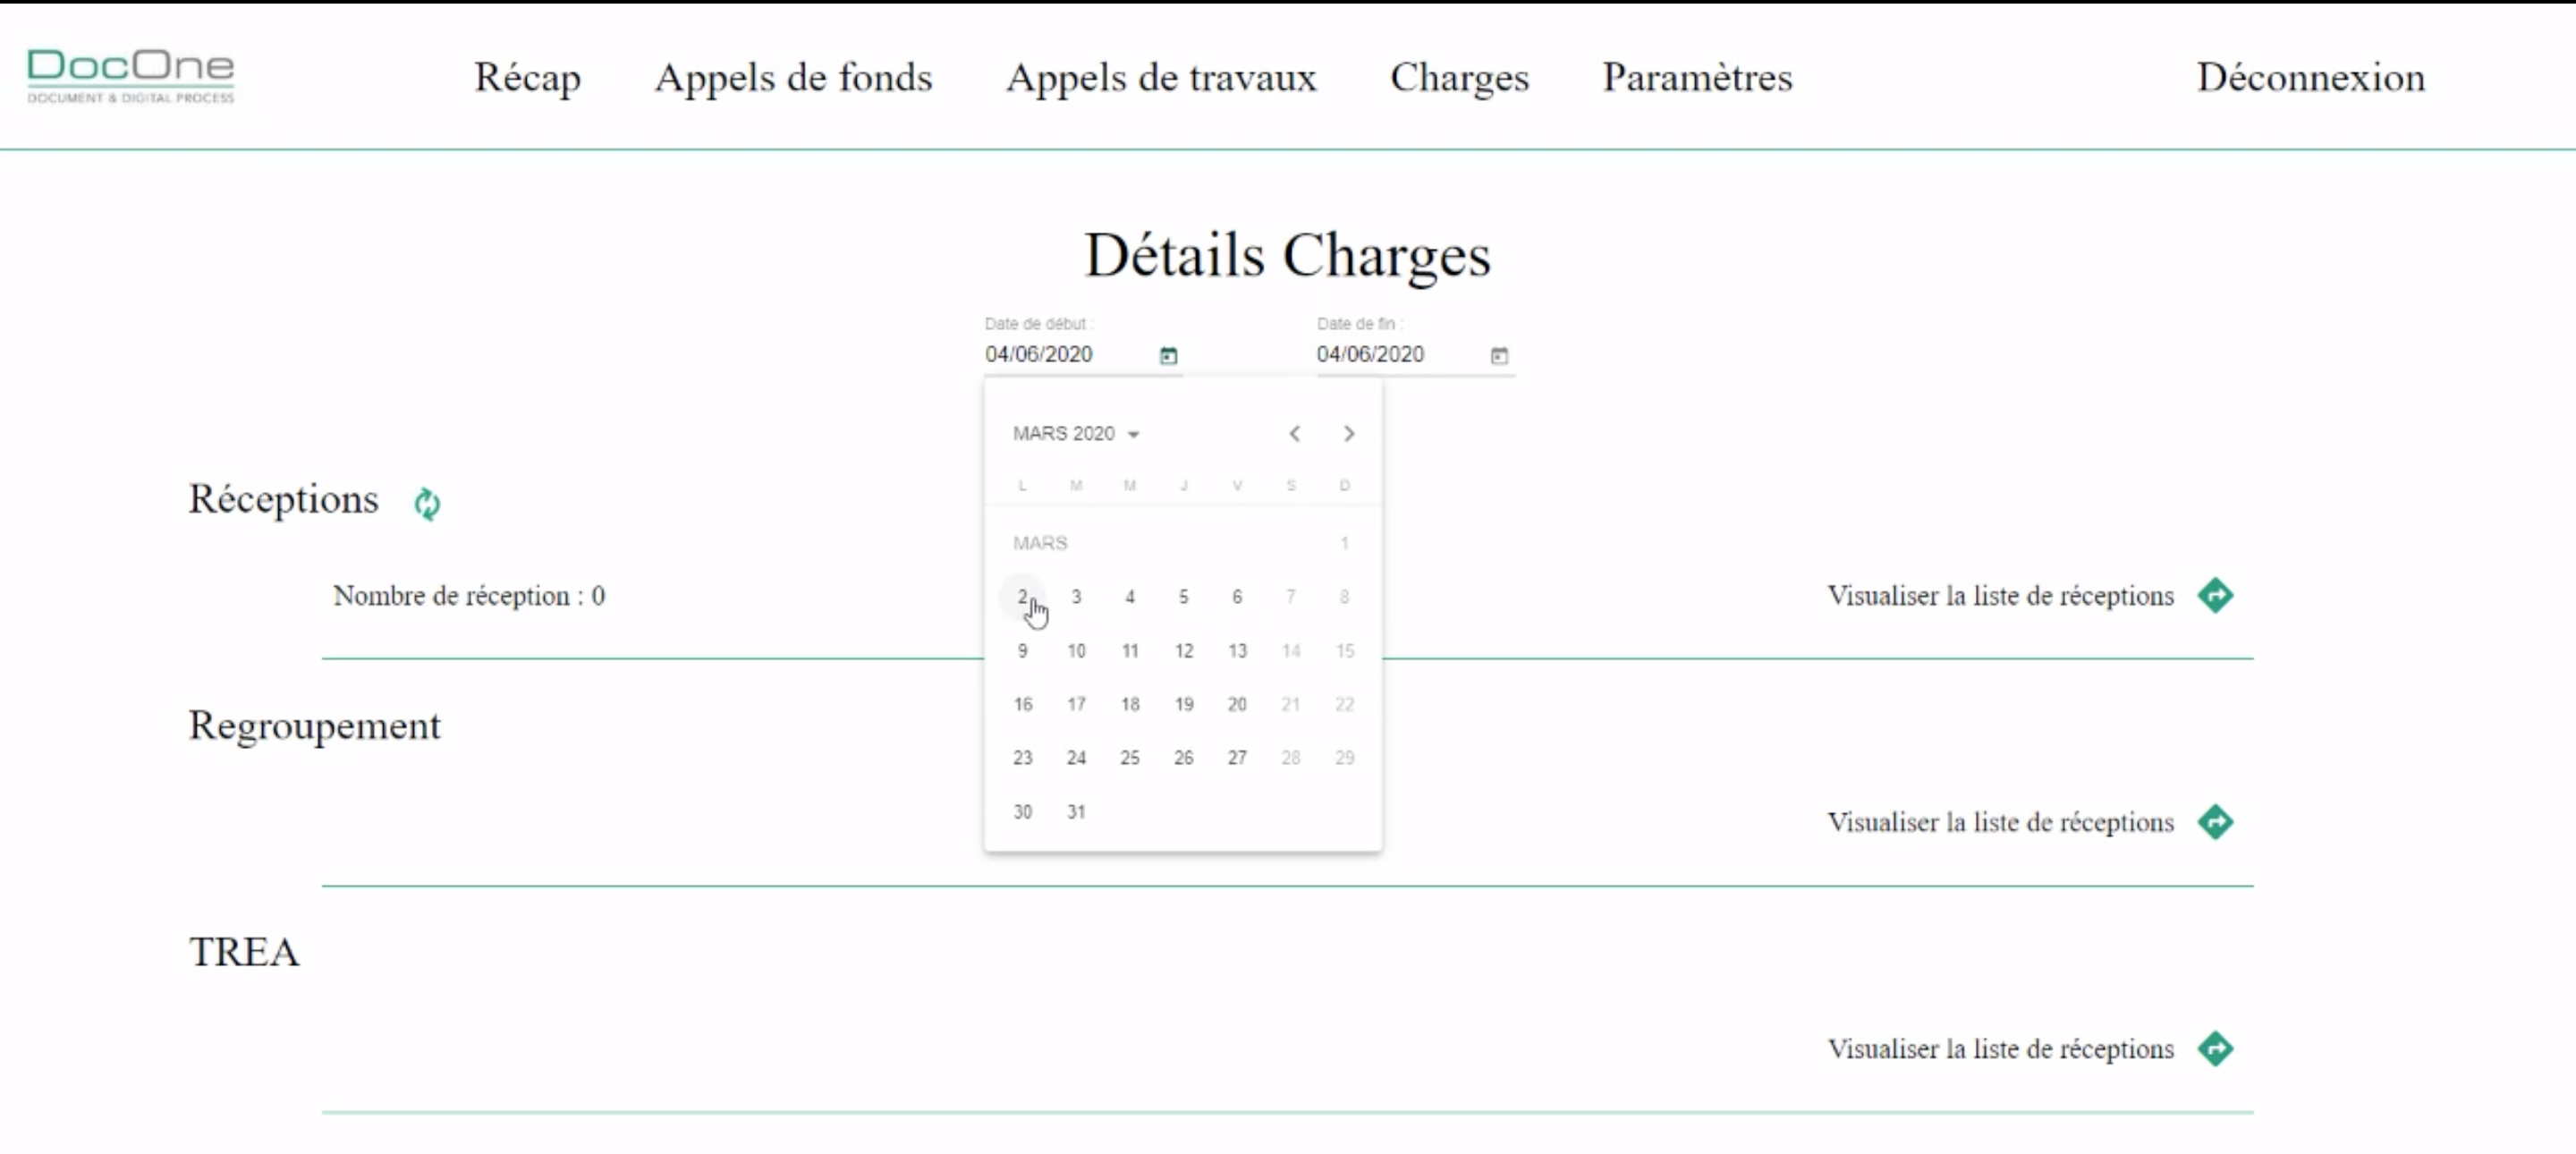 DocOne
DOCUMENT & DIGITAL PROCESS
Récap Appels de fonds Appels de travaux Charges Paramètres Déconnexion
Détails Charges
Date de début : Date de fin :
04/06/2020 04/06/2020
MARS 2020
L M M J V S D
Réceptions
MARS 1
Nombre de réception : 0
2 3 4 5 6 7 8
Visualiser la liste de réceptions
9 10 11 12 13 14 15
16 17 18 19 20 21 22
Regroupement
23 24 25 26 27 28 29
30 31
Visualiser la liste de réceptions
TREA
Visualiser la liste de réceptions